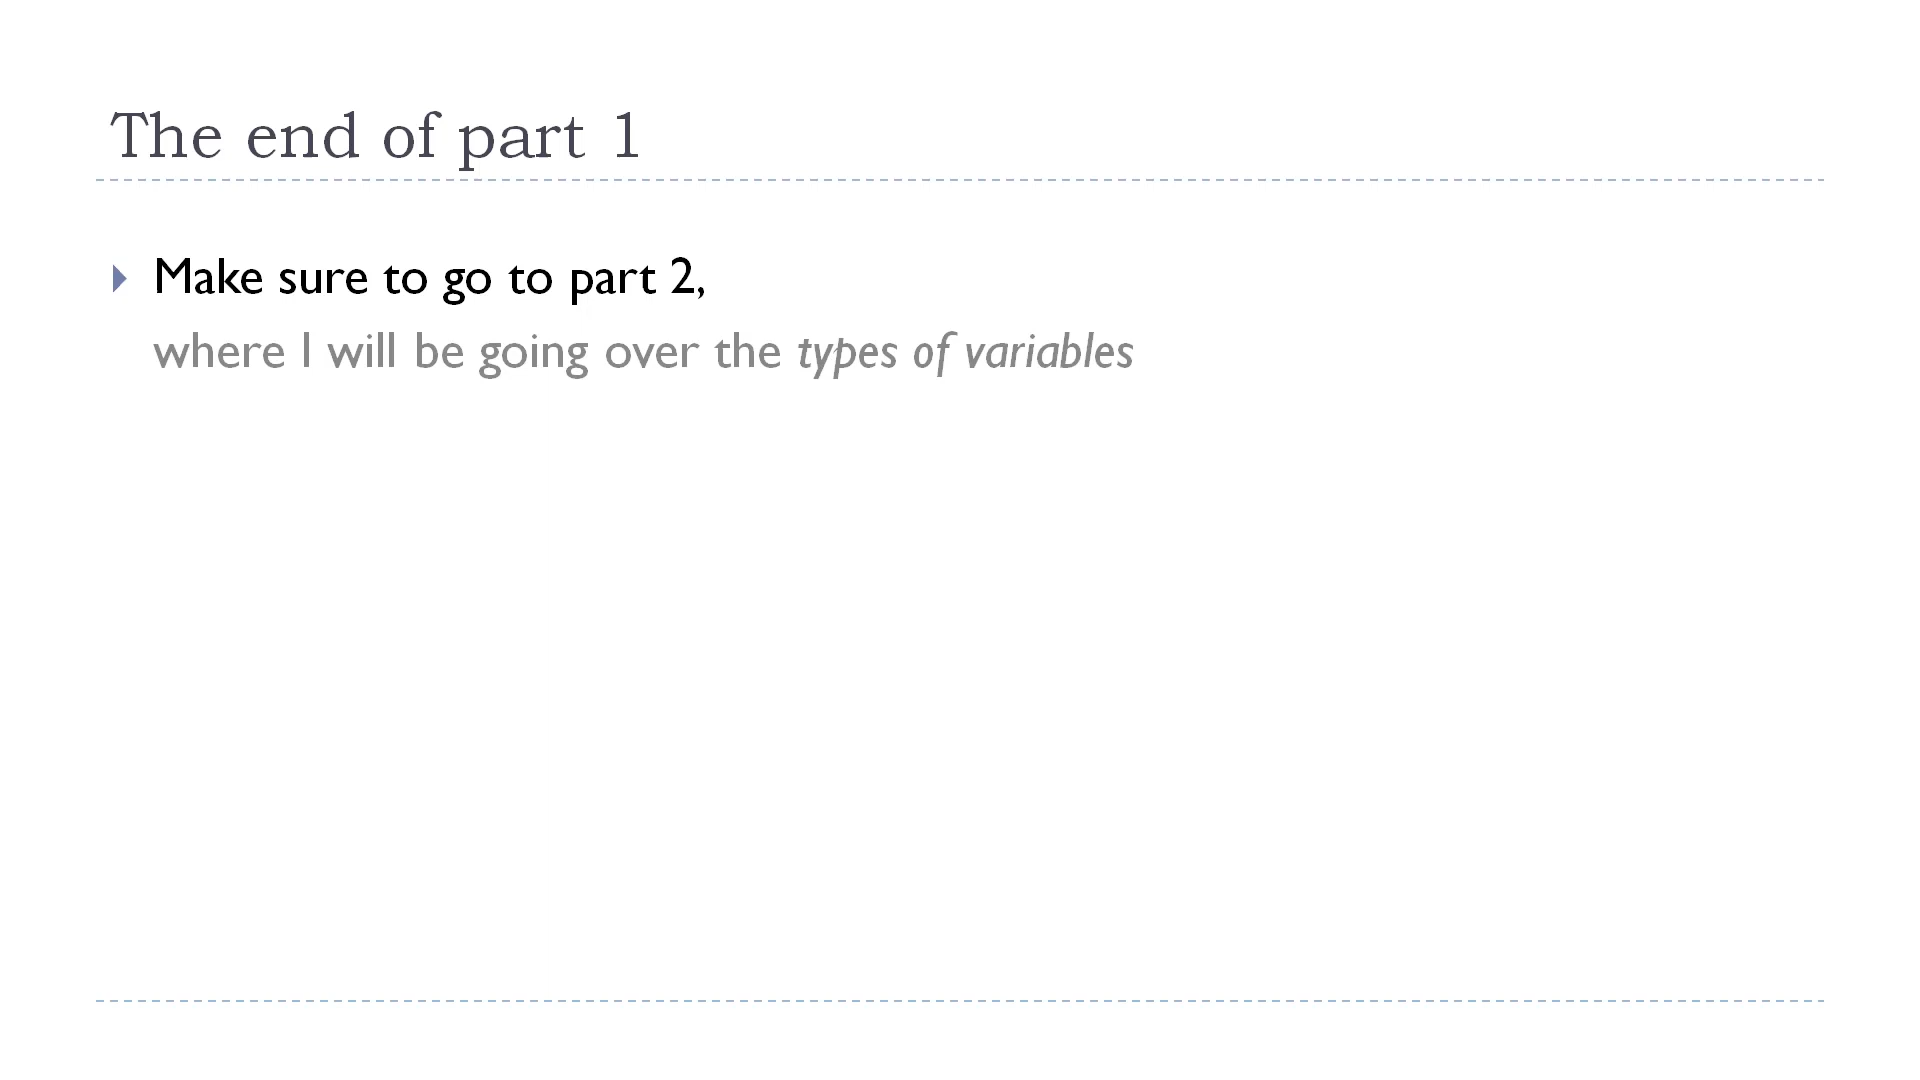 The end of part 1
Make sure to go to part 2,
where I will be going over the types of variables